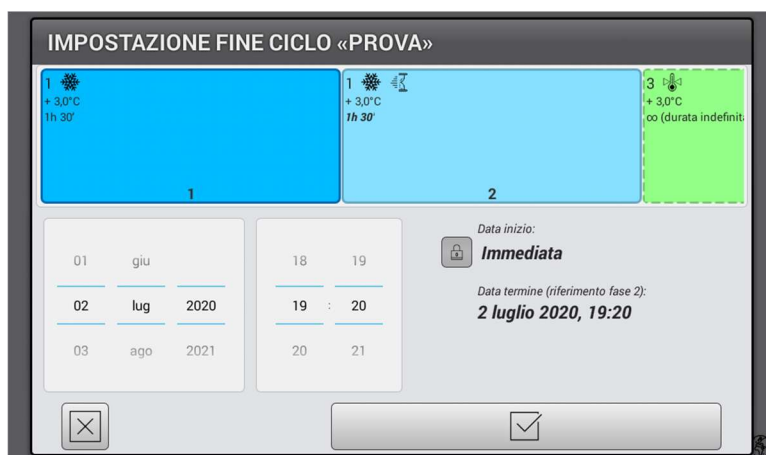 IMPOSTAZIONE FINE CICLO «PROVA»
1
+ 3,0°C
1h 30'
1
1
+ 3,0°C
1h 30'
2
3
+ 3,0°C
∞ (durata indefinita
01 giu
02 lug 2020
03 ago 2021
18 19
19 : 20
20 21
Data inizio:
Immediata
Data termine (riferimento fase 2):
2 luglio 2020, 19:20